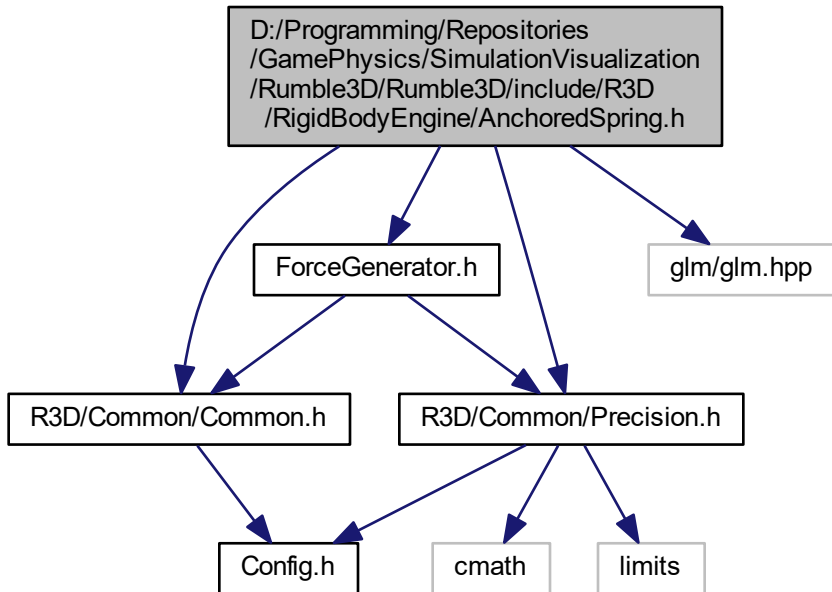 D:/Programming/Repositories
/GamePhysics/SimulationVisualization
/Rumble3D/Rumble3D/include/R3D
/RigidBodyEngine/AnchoredSpring.h
ForceGenerator.h
glm/glm.hpp
R3D/Common/Common.h
R3D/Common/Precision.h
Config.h
cmath
limits